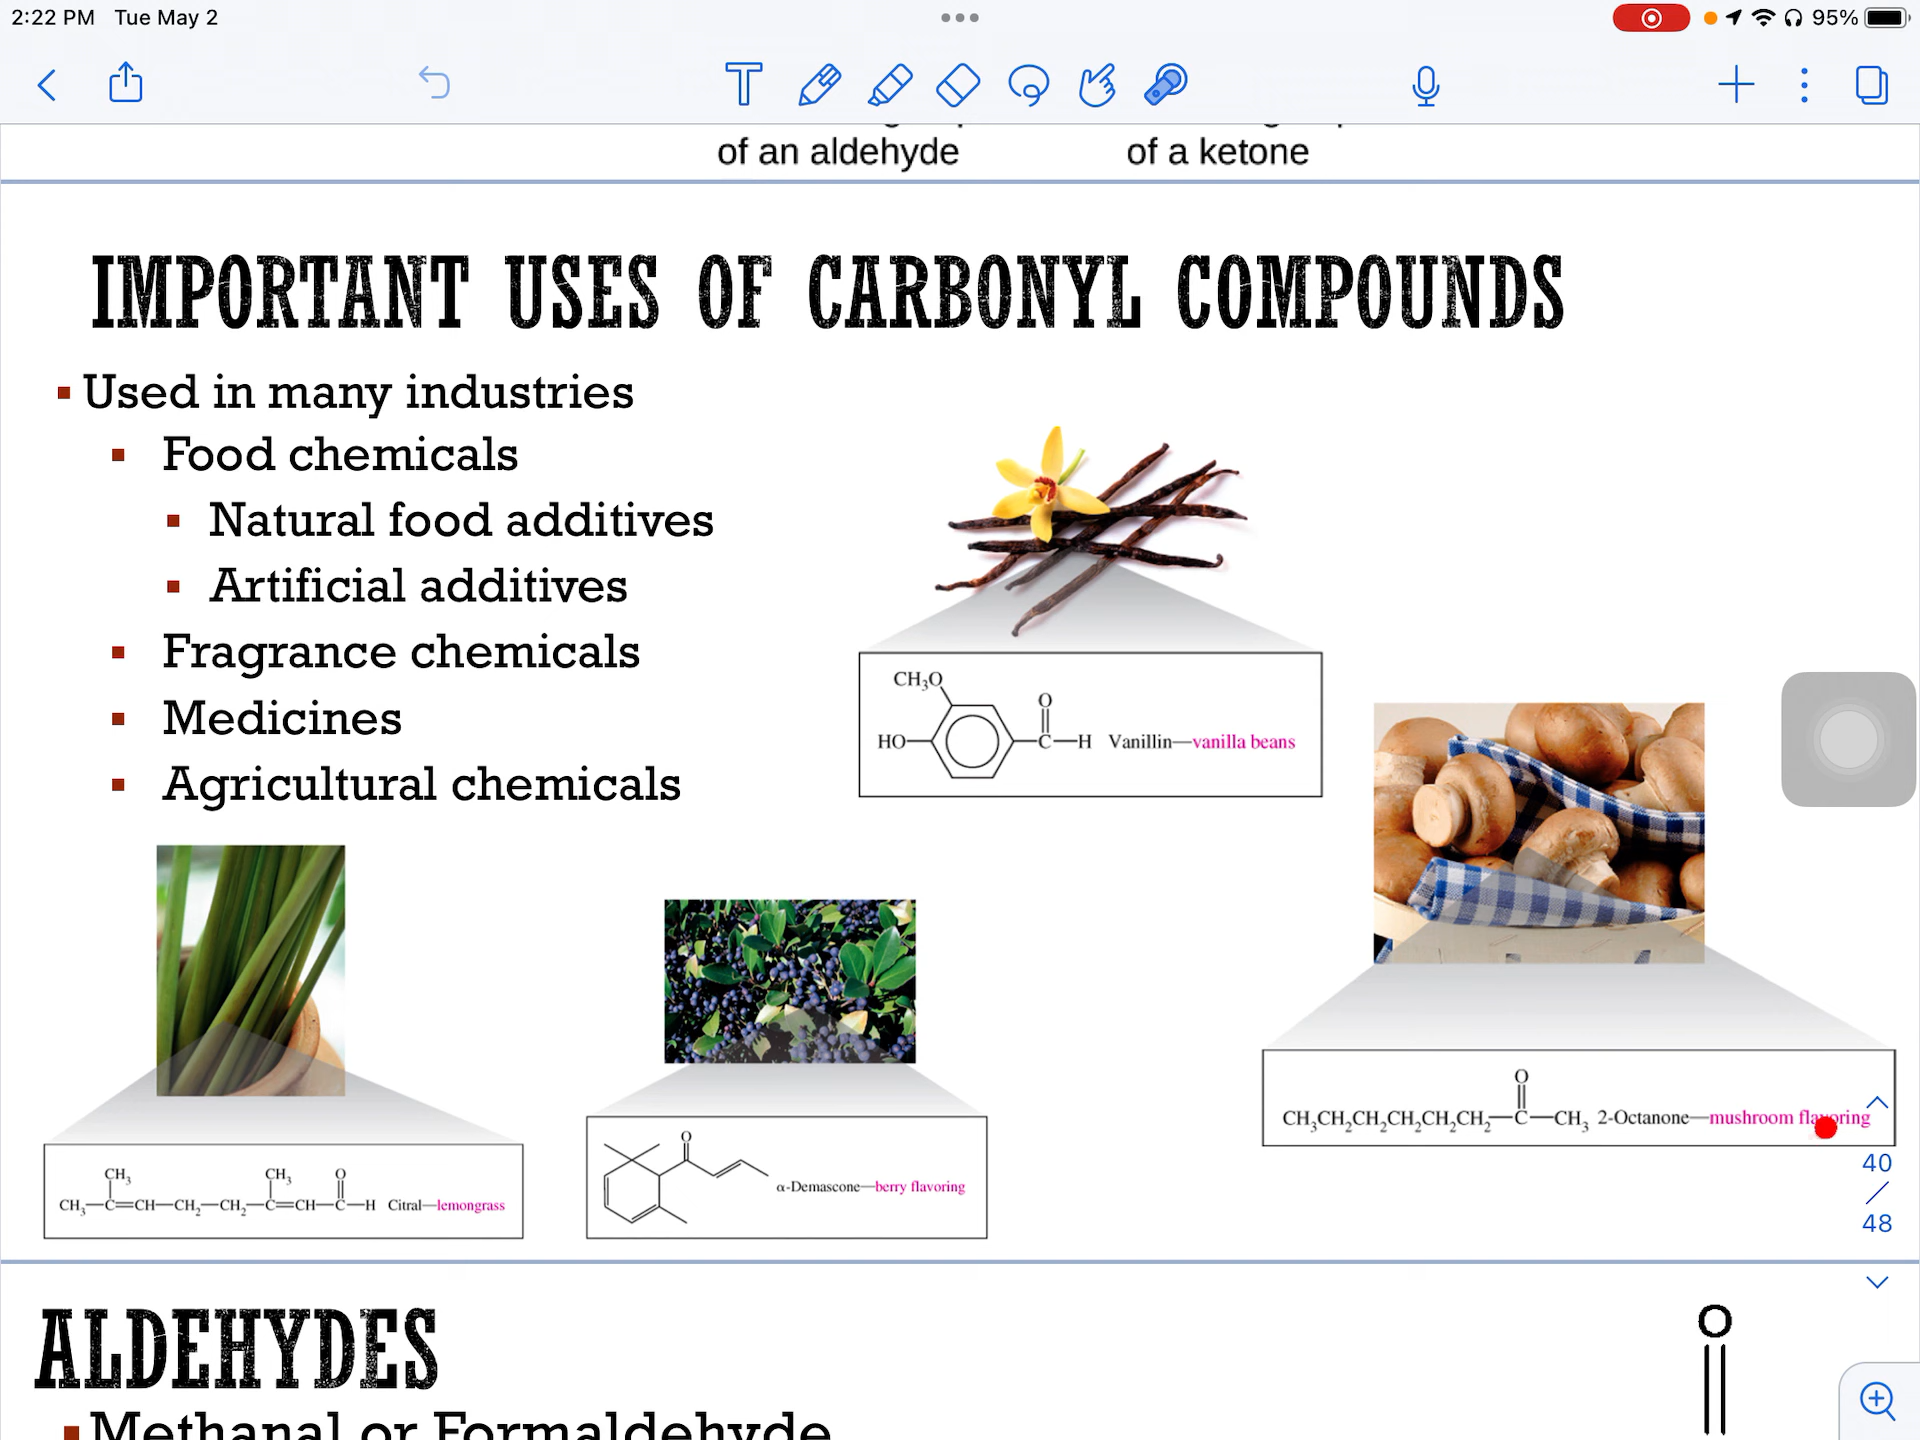 2:22 PM Tue May 2
95%
of an aldehyde of a ketone
IMPORTANT USES OF CARBONYL COMPOUNDS
▪ Used in many industries
▪ Food chemicals
▪ Natural food additives
▪ Artificial additives
▪ Fragrance chemicals
▪ Medicines
▪ Agricultural chemicals
CH₃O
O
HO C—H Vanillin—vanilla beans
O
CH₃CH₂CH₂CH₂CH₂CH₂—C—CH₃ 2-Octanone—mushroom flavoring
CH₃ CH₃ O
CH₃—C=CH—CH₂—CH₂—C=CH—C—H Citral—lemongrass
O
α-Demascone—berry flavoring
40
/
48
ALDEHYDES
O
▪ Methanal or Formaldehyde